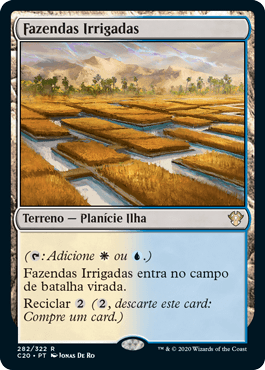 Fazendas Irrigadas
Terreno — Planície Ilha
(T: Adicione W ou U.)
Fazendas Irrigadas entra no campo
de batalha virada.
Reciclar 2 (2, descarte este card:
Compre um card.)
282/322 R
C20 • PT Jonas De Ro
™ & © 2020 Wizards of the Coast